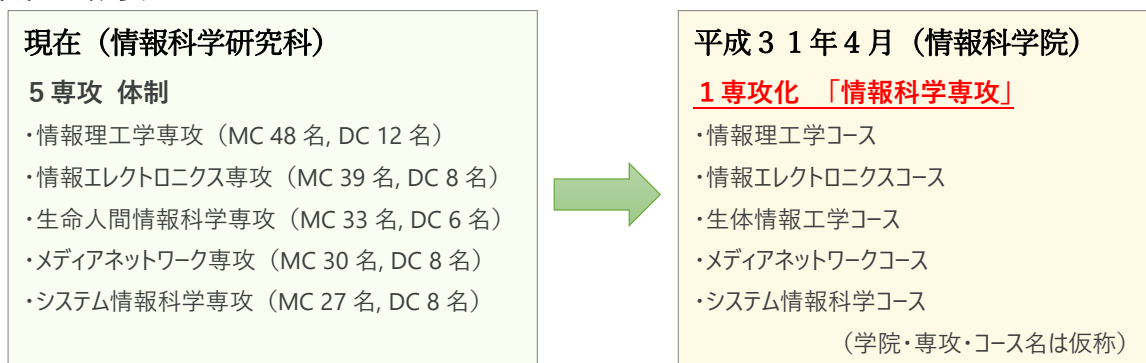 現在（情報科学研究科）
5専攻 体制
・情報理工学専攻（MC 48 名, DC 12 名）
・情報エレクトロニクス専攻（MC 39 名, DC 8 名）
・生命人間情報科学専攻（MC 33 名, DC 6 名）
・メディアネットワーク専攻（MC 30 名, DC 8 名）
・システム情報科学専攻（MC 27 名, DC 8 名）
平成３１年４月（情報科学院）
１専攻化 「情報科学専攻」
・情報理工学コース
・情報エレクトロニクスコース
・生体情報工学コース
・メディアネットワークコース
・システム情報科学コース
（学院・専攻・コース名は仮称）